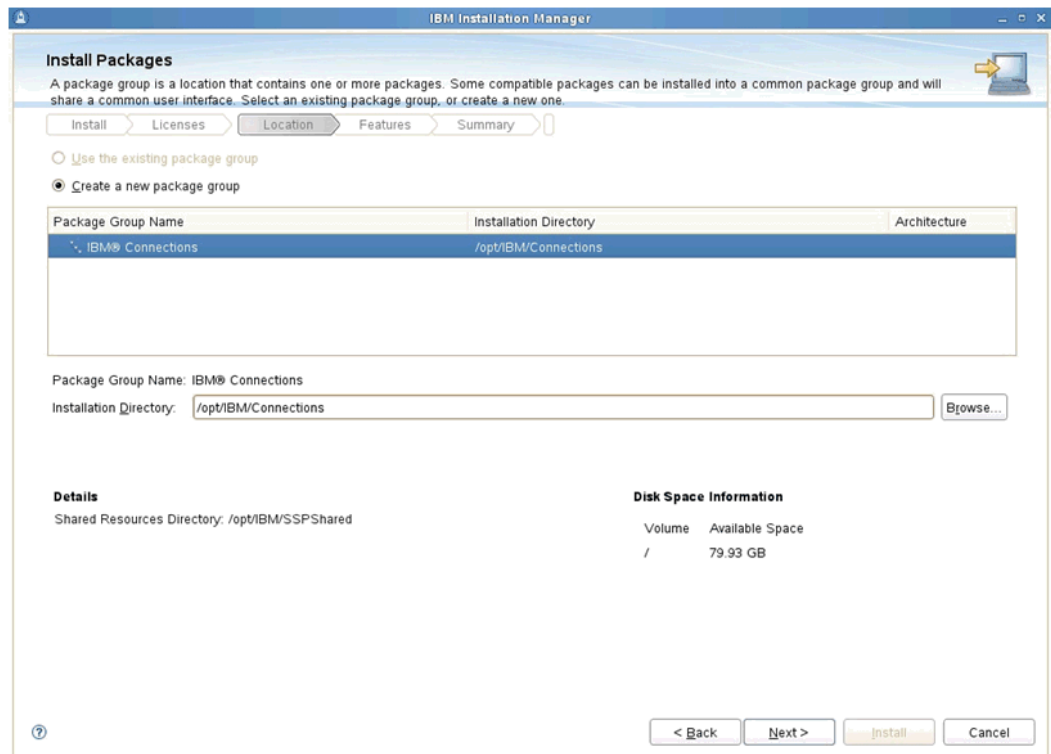 IBM Installation Manager
Install Packages
A package group is a location that contains one or more packages. Some compatible packages can be installed into a common package group and will
share a common user interface. Select an existing package group, or create a new one.
Install Licenses Location Features Summary
Use the existing package group
Create a new package group
Package Group Name Installation Directory Architecture
IBM® Connections /opt/IBM/Connections
Package Group Name: IBM® Connections
Installation Directory: /opt/IBM/Connections Browse...
Details Disk Space Information
Shared Resources Directory: /opt/IBM/SSPShared
Volume Available Space
/ 79.93 GB
? < Back Next > Install Cancel